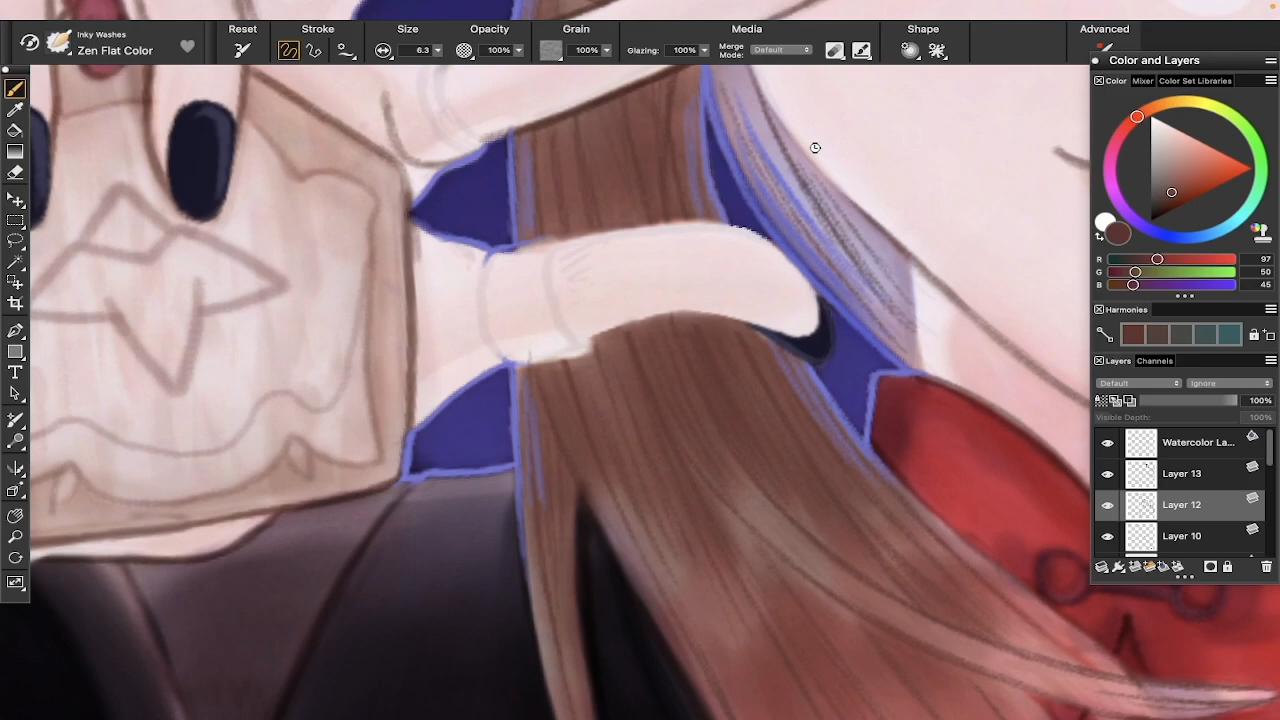 Inky Washes
Zen Flat Color
Reset
Stroke
Size
6.3
Opacity
100%
Grain
100%
Media
Glazing: 100%
Merge Mode: Default
Shape
Advanced
Color and Layers
Color Mixer Color Set Libraries
R 97
G 50
B 45
Harmonies
Layers Channels
Default Ignore
100%
Visible Depth: 100%
Watercolor La...
Layer 13
Layer 12
Layer 10